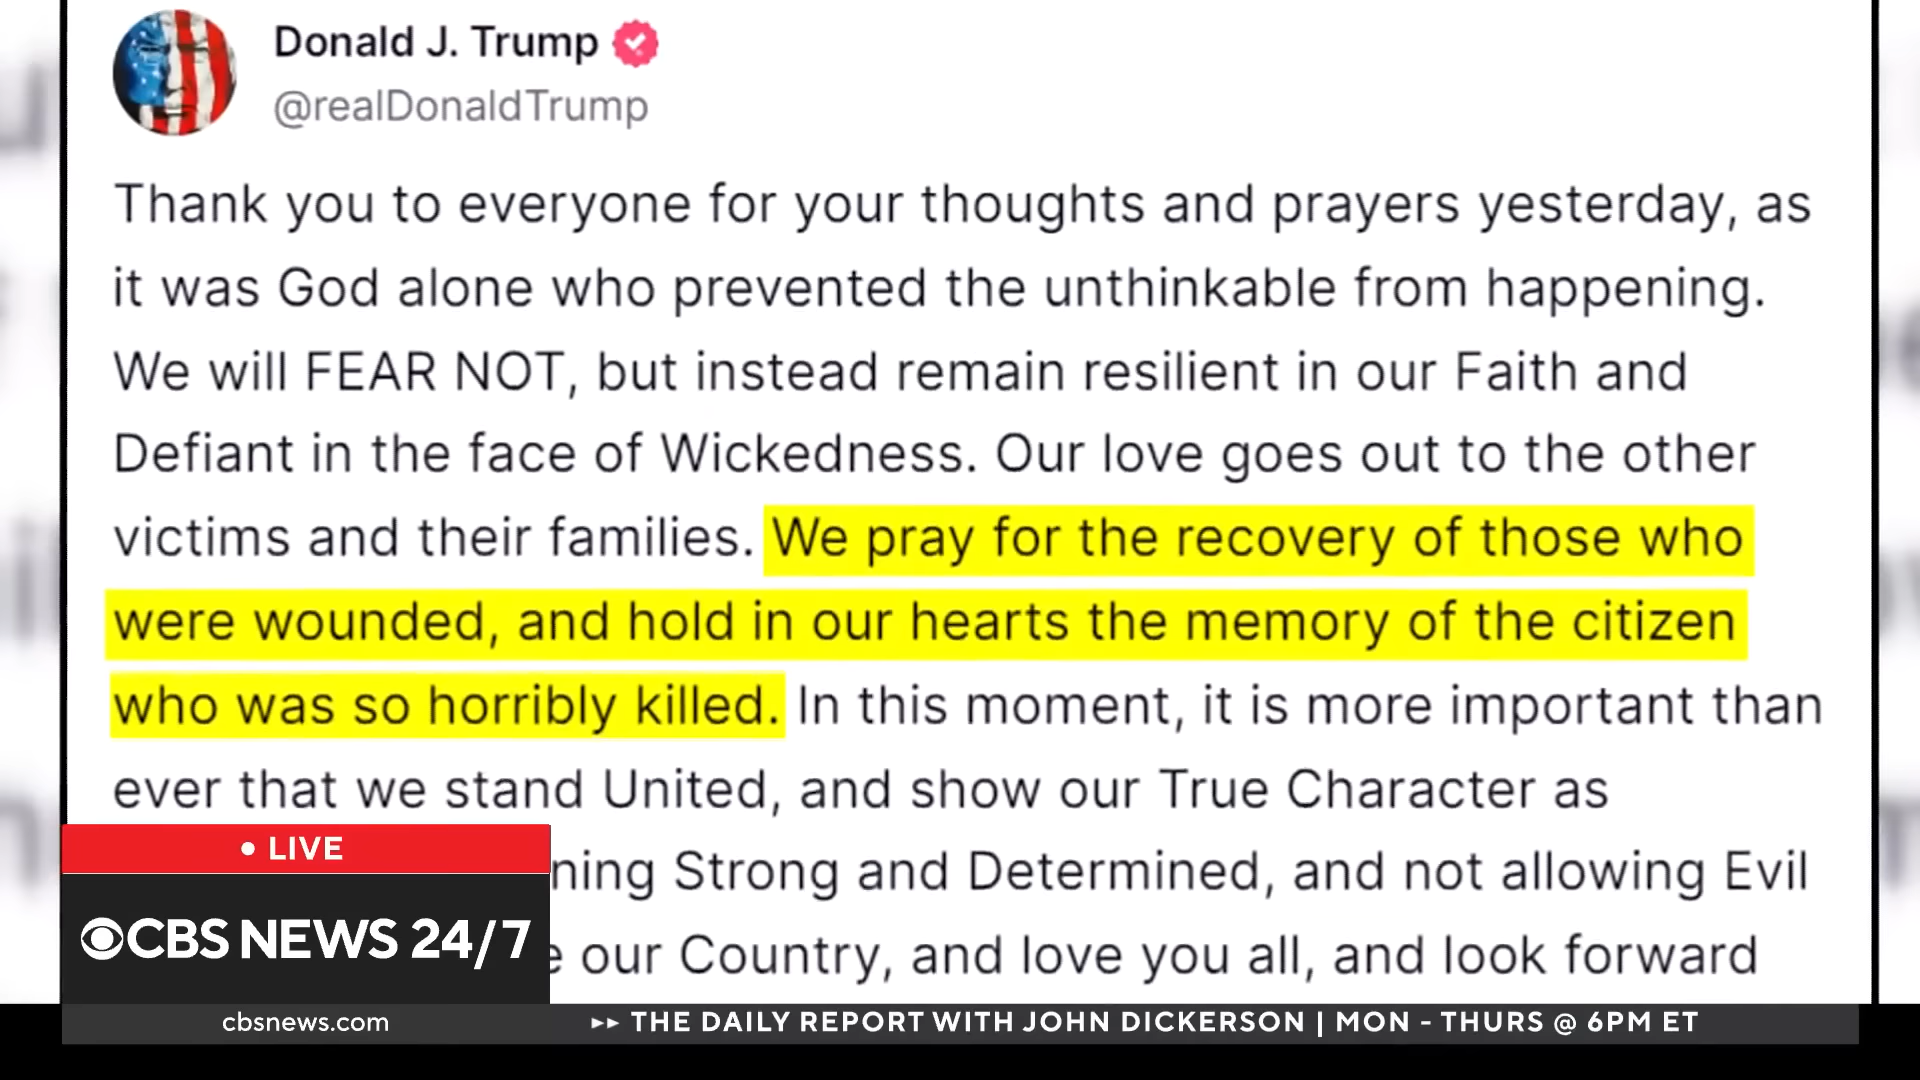 Donald J. Trump
@realDonaldTrump
Thank you to everyone for your thoughts and prayers yesterday, as
it was God alone who prevented the unthinkable from happening.
We will FEAR NOT, but instead remain resilient in our Faith and
Defiant in the face of Wickedness. Our love goes out to the other
victims and their families. We pray for the recovery of those who
were wounded, and hold in our hearts the memory of the citizen
who was so horribly killed. In this moment, it is more important than
ever that we stand United, and show our True Character as
ning Strong and Determined, and not allowing Evil
our Country, and love you all, and look forward
LIVE
CBS NEWS 24/7
cbsnews.com
THE DAILY REPORT WITH JOHN DICKERSON | MON - THURS @ 6PM ET